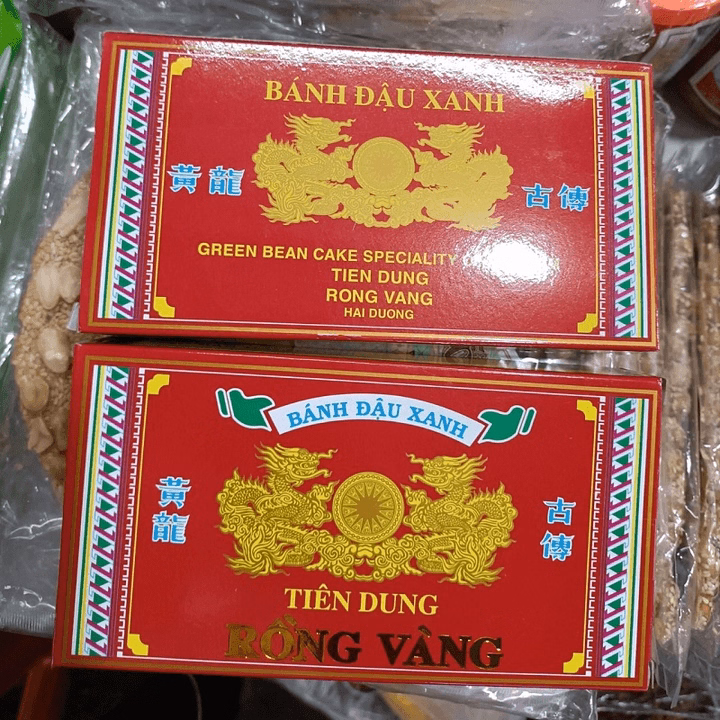 BÁNH ĐẬU XANH
黃龍
古傳
GREEN BEAN CAKE SPECIALITY
TIEN DUNG
RONG VANG
HAI DUONG
BÁNH ĐẬU XANH
黃龍
古傳
TIÊN DUNG
RỒNG VÀNG